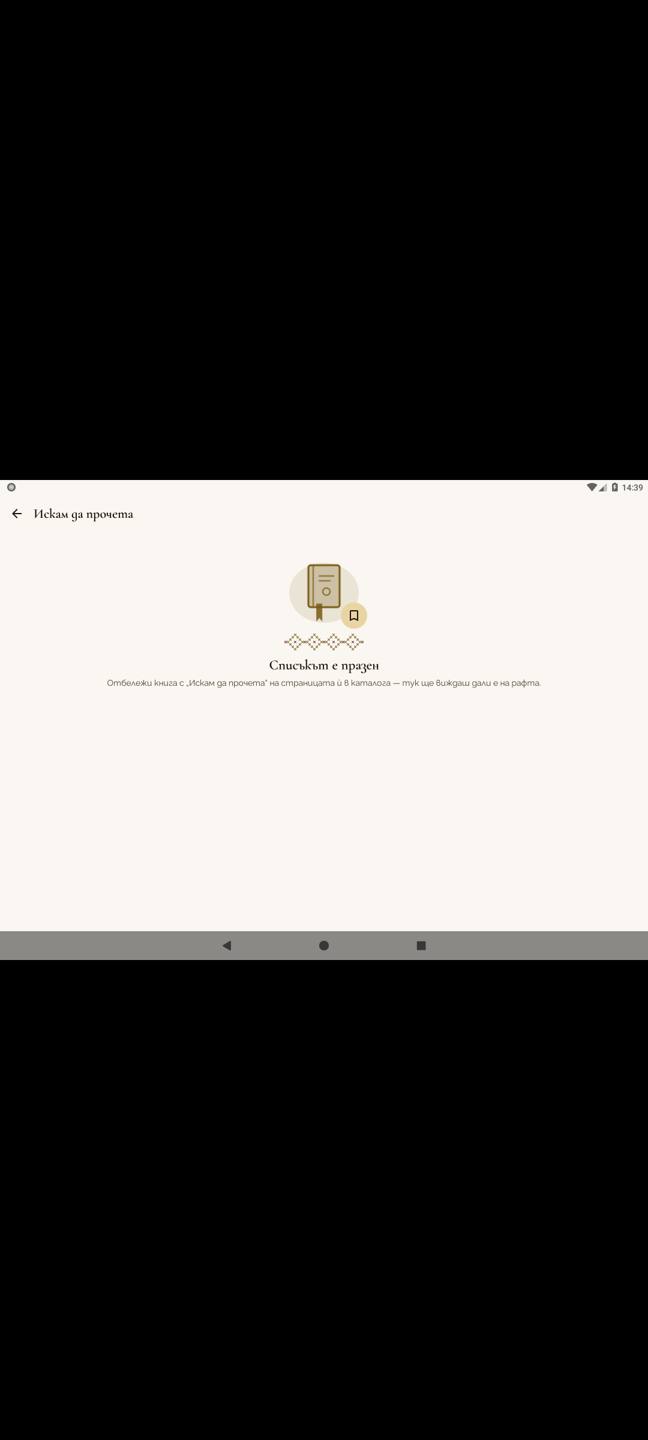 14:39
Искам да прочета
Списъкът е празен
Отбележи книга с „Искам да прочета“ на страницата ѝ в каталога — тук ще виждаш дали е на рафта.